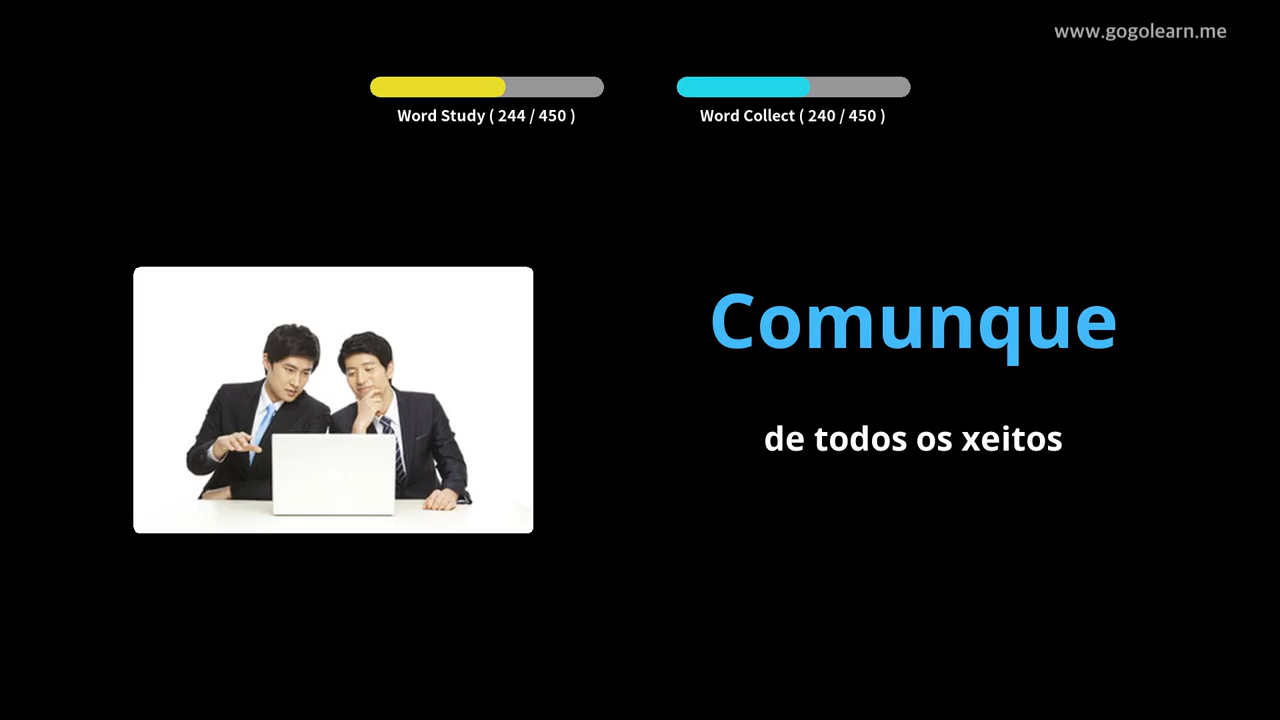 www.gogolearn.me
Word Study ( 244 / 450 )
Word Collect ( 240 / 450 )
Comunque
de todos os xeitos